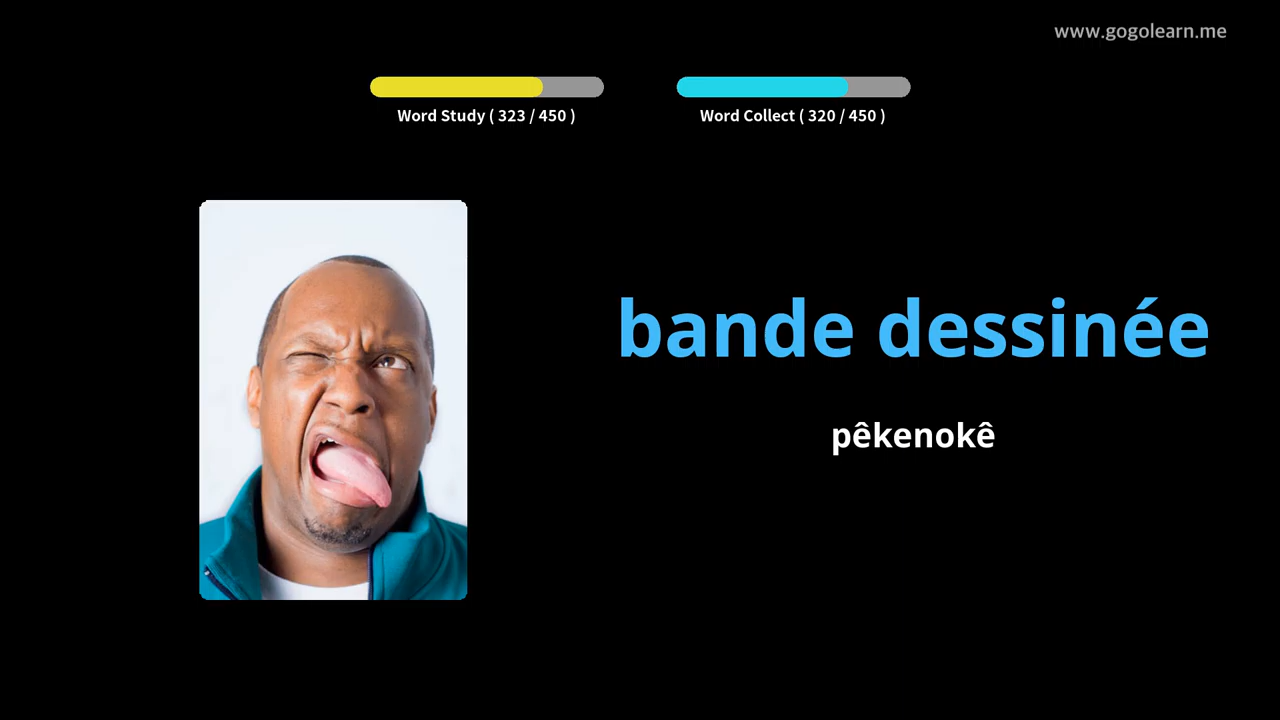 www.gogolearn.me
Word Study ( 323 / 450 )
Word Collect ( 320 / 450 )
bande dessinée
pêkenokê